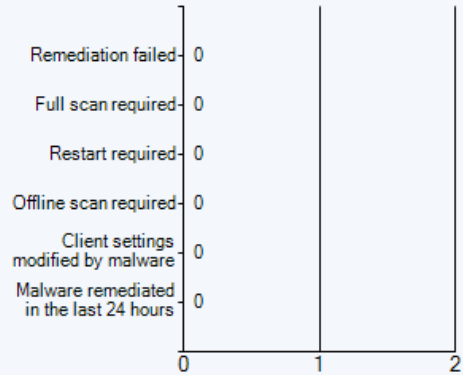 Remediation failed 0
Full scan required 0
Restart required 0
Offline scan required 0
Client settings
modified by malware 0
Malware remediated
in the last 24 hours 0
0 1 2